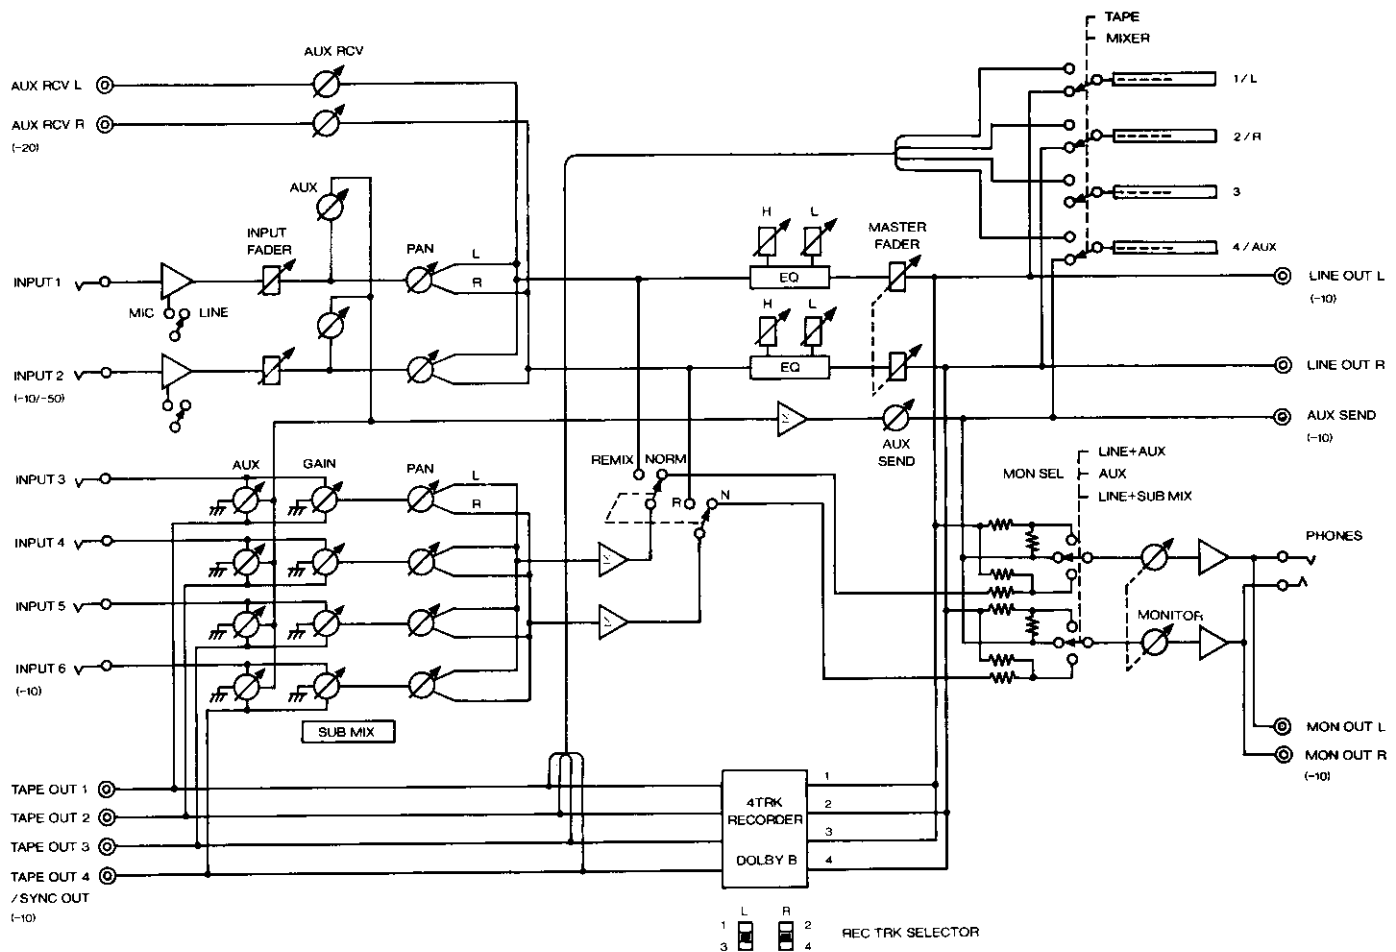 TAPE
MIXER
AUX RCV
AUX RCV L
1/L
AUX RCV R
(-20)
2/R
AUX
3
H L
INPUT FADER
MASTER FADER
PAN
L
4/AUX
INPUT 1
R
EQ
LINE OUT L
(-10)
MIC LINE
H L
INPUT 2
(-10/-50)
EQ
LINE OUT R
Σ
AUX SEND
(-10)
AUX SEND
LINE+AUX
REMIX NORM
MON SEL
AUX
INPUT 3
AUX GAIN PAN
L
R
R N
LINE+SUB MIX
PHONES
INPUT 4
Σ
INPUT 5
Σ
MONITOR
INPUT 6
(-10)
SUB MIX
MON OUT L
MON OUT R
(-10)
TAPE OUT 1
1
TAPE OUT 2
4TRK
RECORDER
2
TAPE OUT 3
3
DOLBY B
4
TAPE OUT 4
/SYNC OUT
(-10)
L R
1 2
3 4
REC TRK SELECTOR